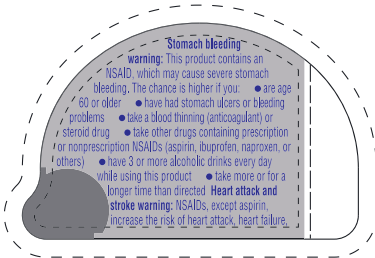 Stomach bleeding
warning: This product contains an
NSAID, which may cause severe stomach
bleeding. The chance is higher if you: ● are age
60 or older ● have had stomach ulcers or bleeding
problems ● take a blood thinning (anticoagulant) or
steroid drug ● take other drugs containing prescription
or nonprescription NSAIDs (aspirin, ibuprofen, naproxen, or
others) ● have 3 or more alcoholic drinks every day
while using this product ● take more or for a
longer time than directed Heart attack and
stroke warning: NSAIDs, except aspirin,
increase the risk of heart attack, heart failure,